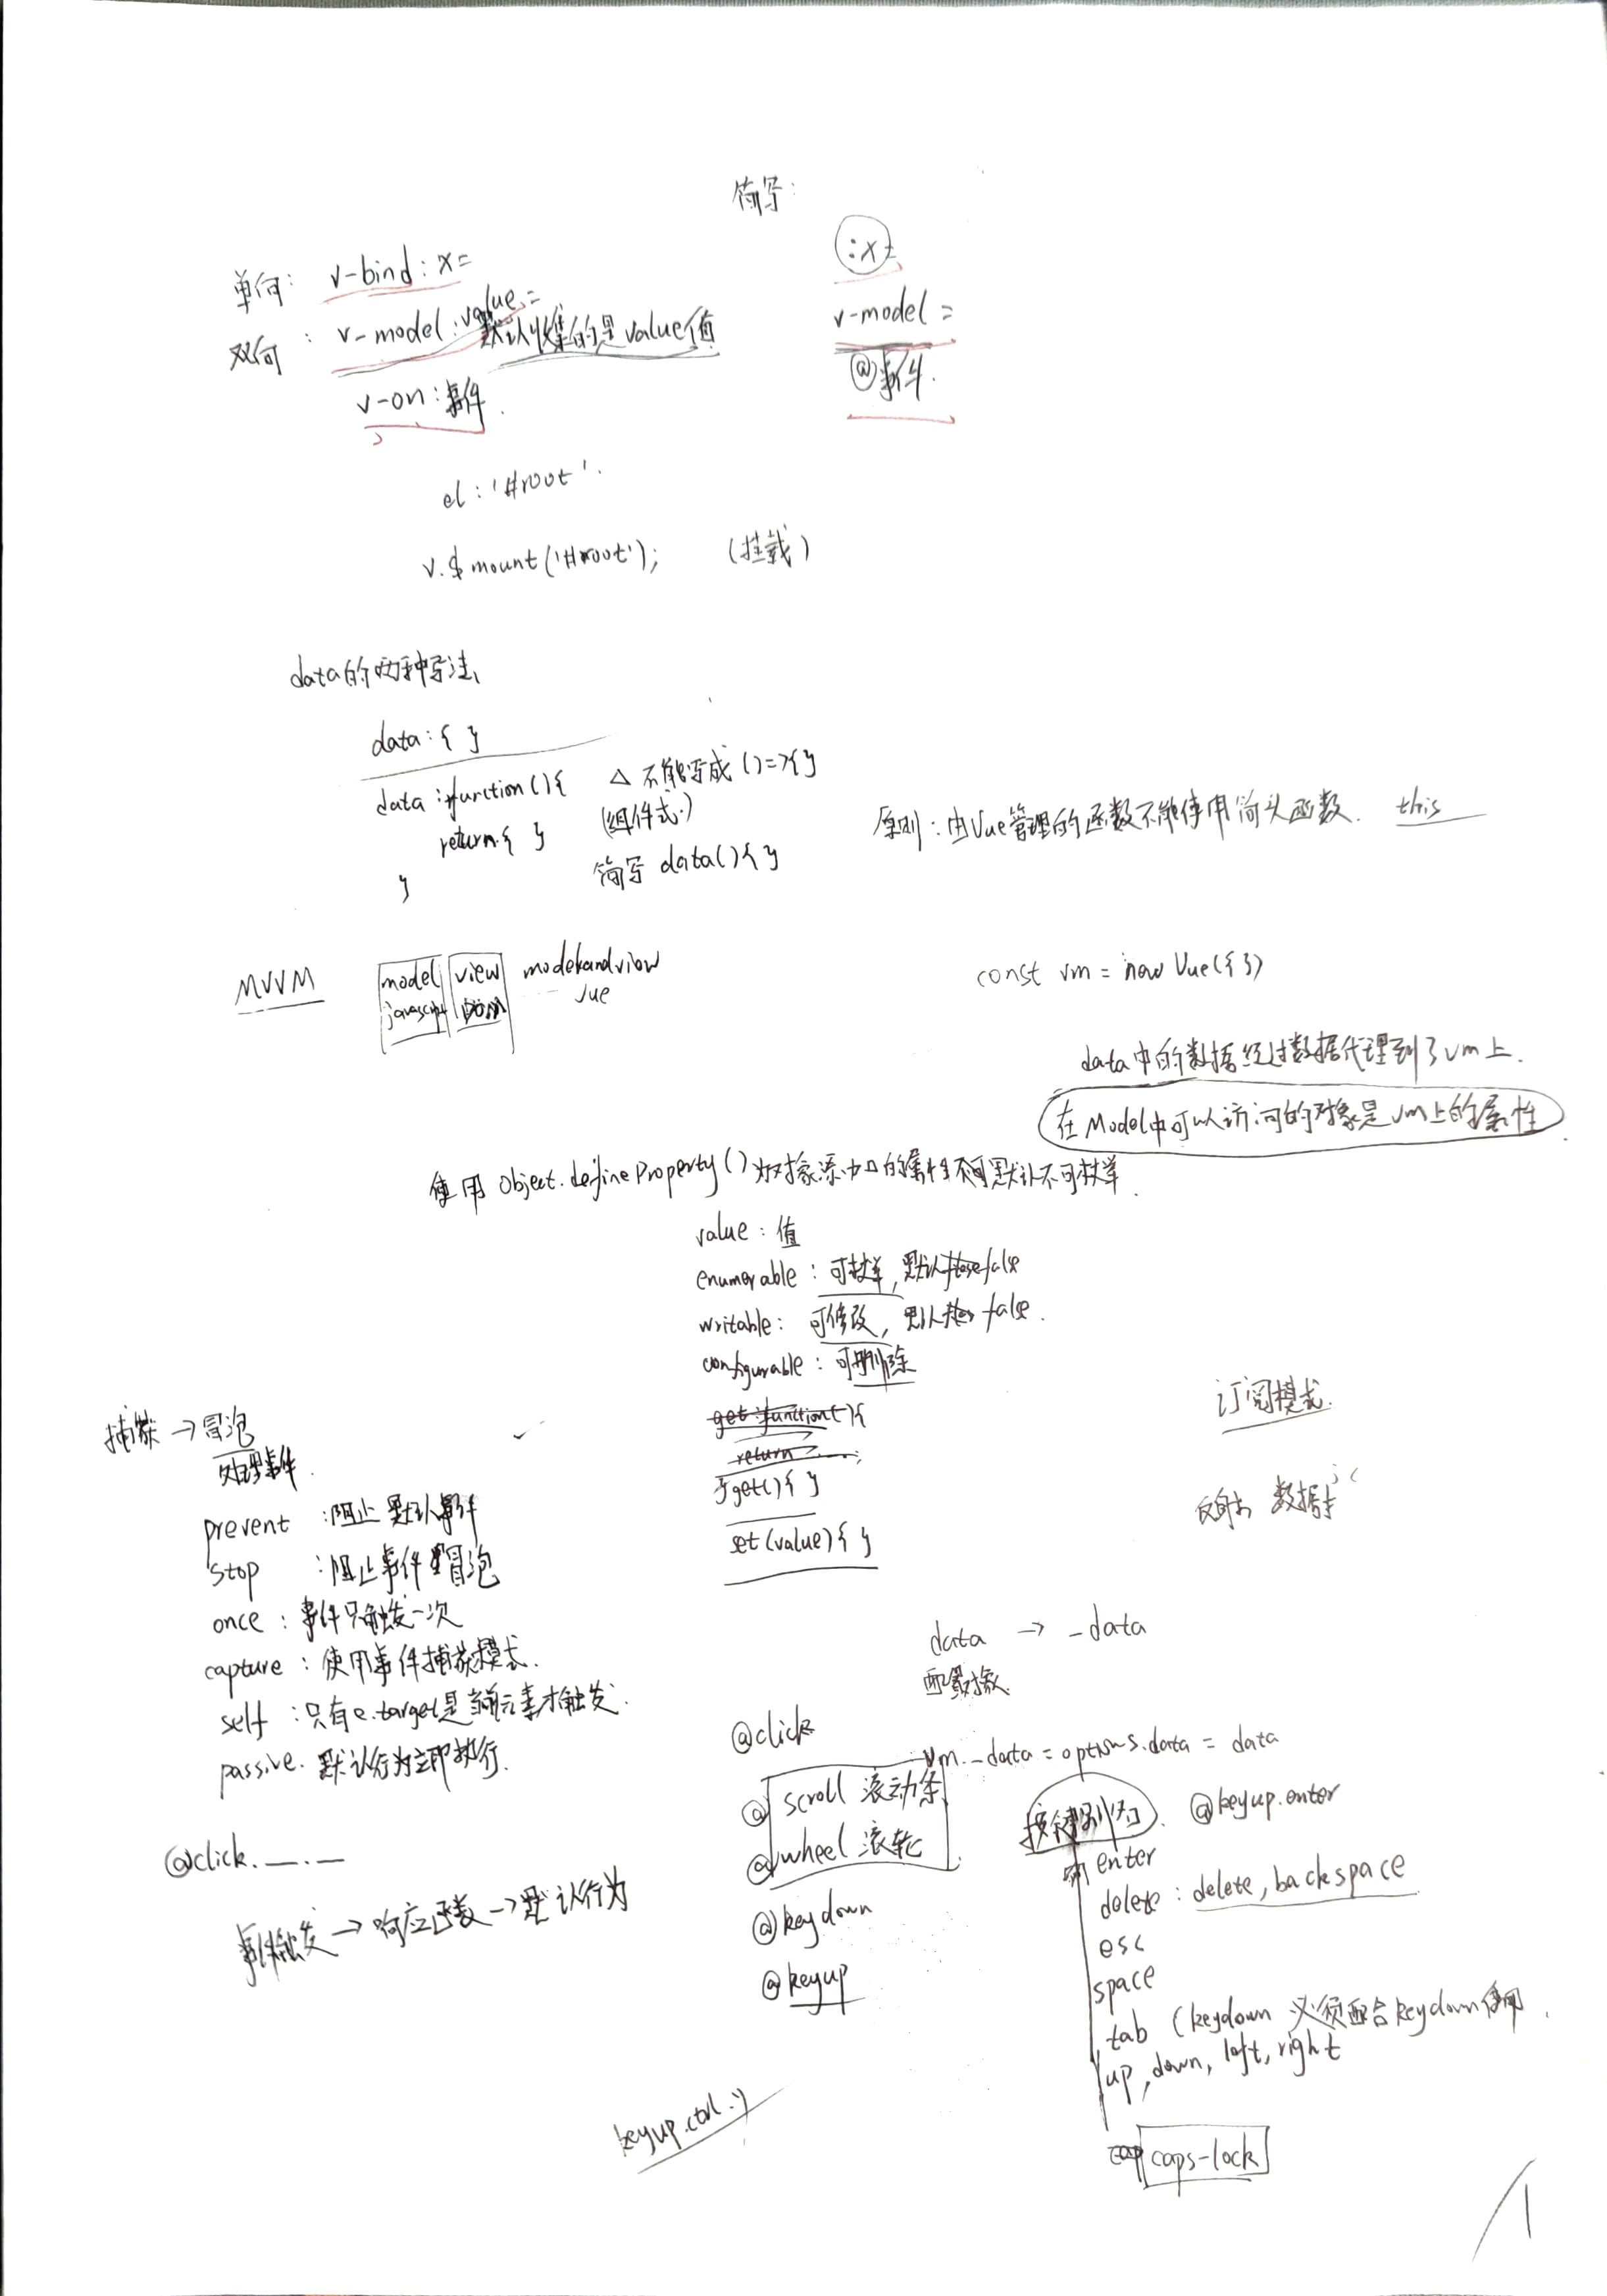 简写:
单向: v-bind:x=
:x=
双向: v-model:value= 默认收集的是value值
v-model=
v-on:事件.
@事件.
el:'#root'.
v.$mount('#root'); (挂载)
data的两种写法
data:{ }
data:function(){ △ 不能写成()=>{}
return{ } (组件式.)
} 简写 data(){}
原则:由Vue管理的函数不能使用箭头函数. this
MVVM
model view modelandview
javascript DOM Vue
const vm = new Vue({})
data中的数据经过数据代理到了vm上.
在Model中可以访问的对象是vm上的属性.
使用 Object.defineProperty()为对象添加的属性默认不可枚举.
value:值
enumerable:可枚举,默认false
writable:可修改,默认false.
configurable:可删除
get:function(){
return ......;
}get(){ }
set(value){ }
订阅模式.
反射 数据
捕获→冒泡
处理事件.
prevent :阻止默认事件
stop :阻止事件冒泡
once:事件只触发一次
capture:使用事件捕获模式.
self :只有e.target是当前元素才触发.
passive. 默认行为立即执行.
@click.__.__
事件触发→响应函数→默认行为
data → _data
配置对象
vm._data = options.data = data
@click
@scroll 滚动条
@wheel 滚轮
@keydown
@keyup
按键别名. @keyup.enter
enter
delete:delete,backspace
esc
space
tab (keydown 必须配合keydown使用.
up,down,left,right
caps-lock
keyup.ctrl.y
1